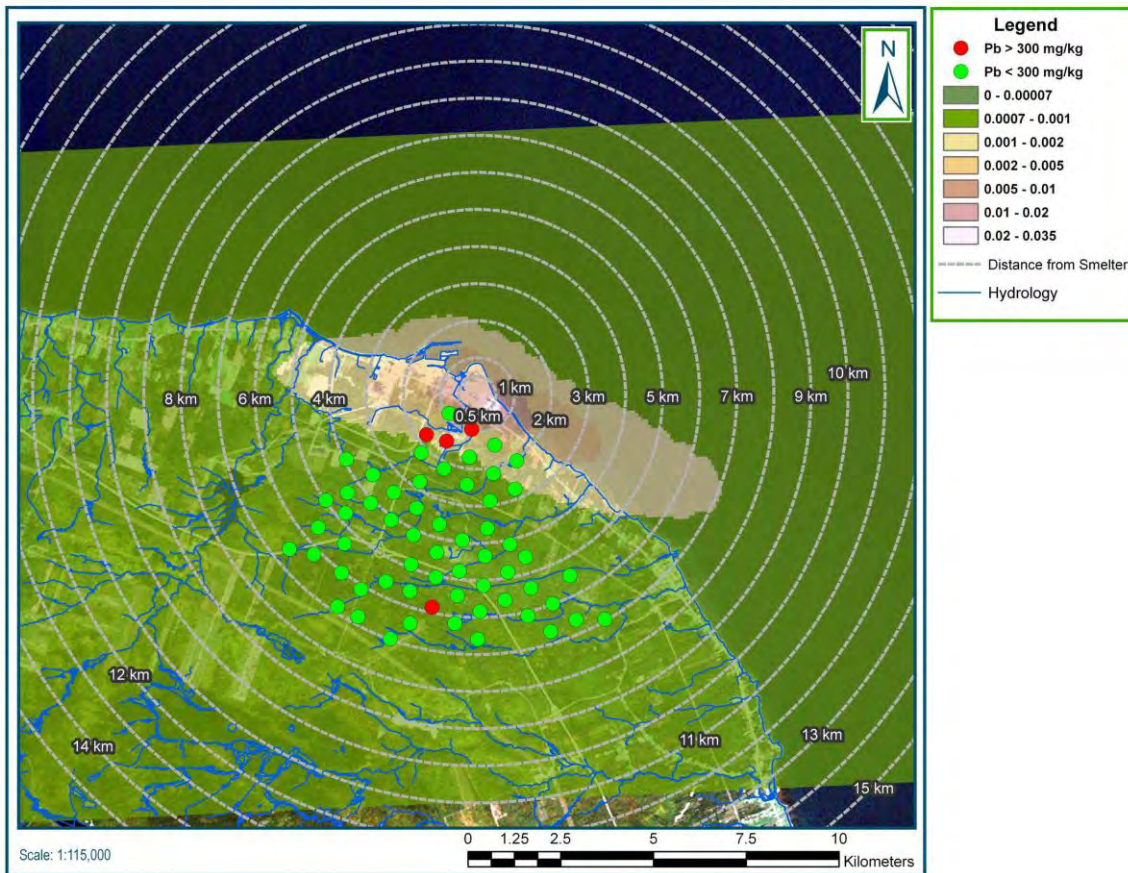 N
10 km
1 km
8 km
6 km
4 km
3 km
5 km
7 km
9 km
0.5 km
2 km
12 km
14 km
11 km
13 km
15 km
Scale: 1:115,000
0 1.25 2.5 5 7.5 10
Kilometers
Legend
Pb > 300 mg/kg
Pb < 300 mg/kg
0 - 0.00007
0.0007 - 0.001
0.001 - 0.002
0.002 - 0.005
0.005 - 0.01
0.01 - 0.02
0.02 - 0.035
Distance from Smelter
Hydrology